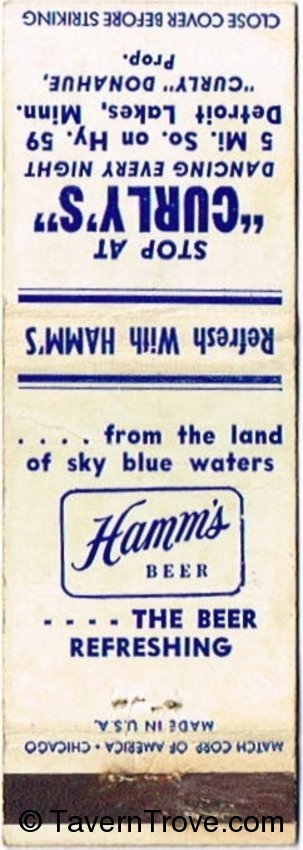 STOP AT
"CURLY'S"
DANCING EVERY NIGHT
5 Mi. So. on Hy. 59
Detroit Lakes, Minn.
"CURLY" DONAHUE,
Prop.
CLOSE COVER BEFORE STRIKING
Refresh With HAMM'S
. . . . from the land
of sky blue waters
Hamm's
BEER
- - - - THE BEER
REFRESHING
MATCH CORP. OF AMERICA • CHICAGO
MADE IN U.S.A.
© TavernTrove.com/